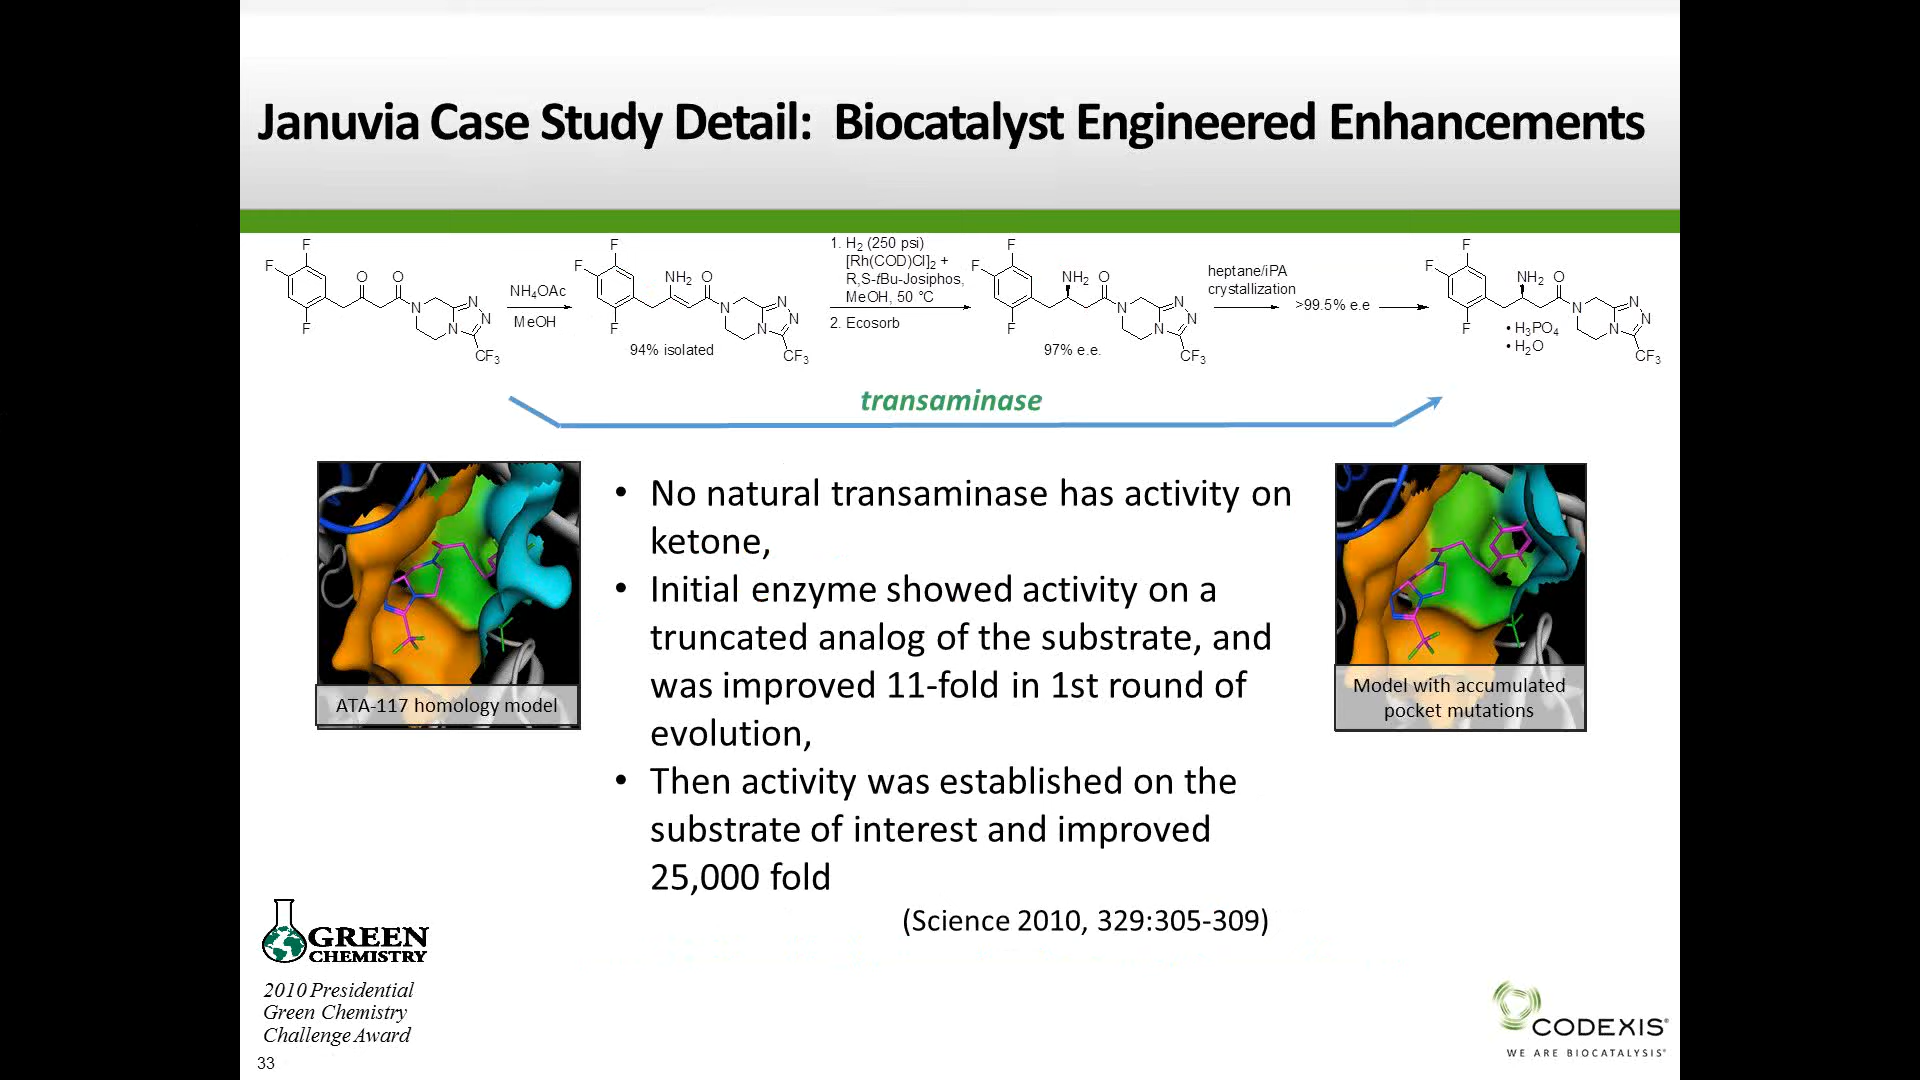 Januvia Case Study Detail:  Biocatalyst Engineered Enhancements
F
F
F
O
O
N
N
N
N
CF3
NH4OAc
MeOH
F
F
F
NH2
O
N
N
N
N
CF3
94% isolated
1. H2 (250 psi)
[Rh(COD)Cl]2 +
R,S-tBu-Josiphos,
MeOH, 50 °C
2. Ecosorb
F
F
F
NH2
O
N
N
N
N
CF3
97% e.e.
heptane/iPA
crystallization
>99.5% e.e
F
F
F
NH2
O
N
N
N
N
CF3
• H3PO4
• H2O
transaminase
ATA-117 homology model
• No natural transaminase has activity on
ketone,
• Initial enzyme showed activity on a
truncated analog of the substrate, and
was improved 11-fold in 1st round of
evolution,
• Then activity was established on the
substrate of interest and improved
25,000 fold
(Science 2010, 329:305-309)
Model with accumulated
pocket mutations
GREEN
CHEMISTRY
2010 Presidential
Green Chemistry
Challenge Award
33
CODEXIS®
WE ARE BIOCATALYSIS®